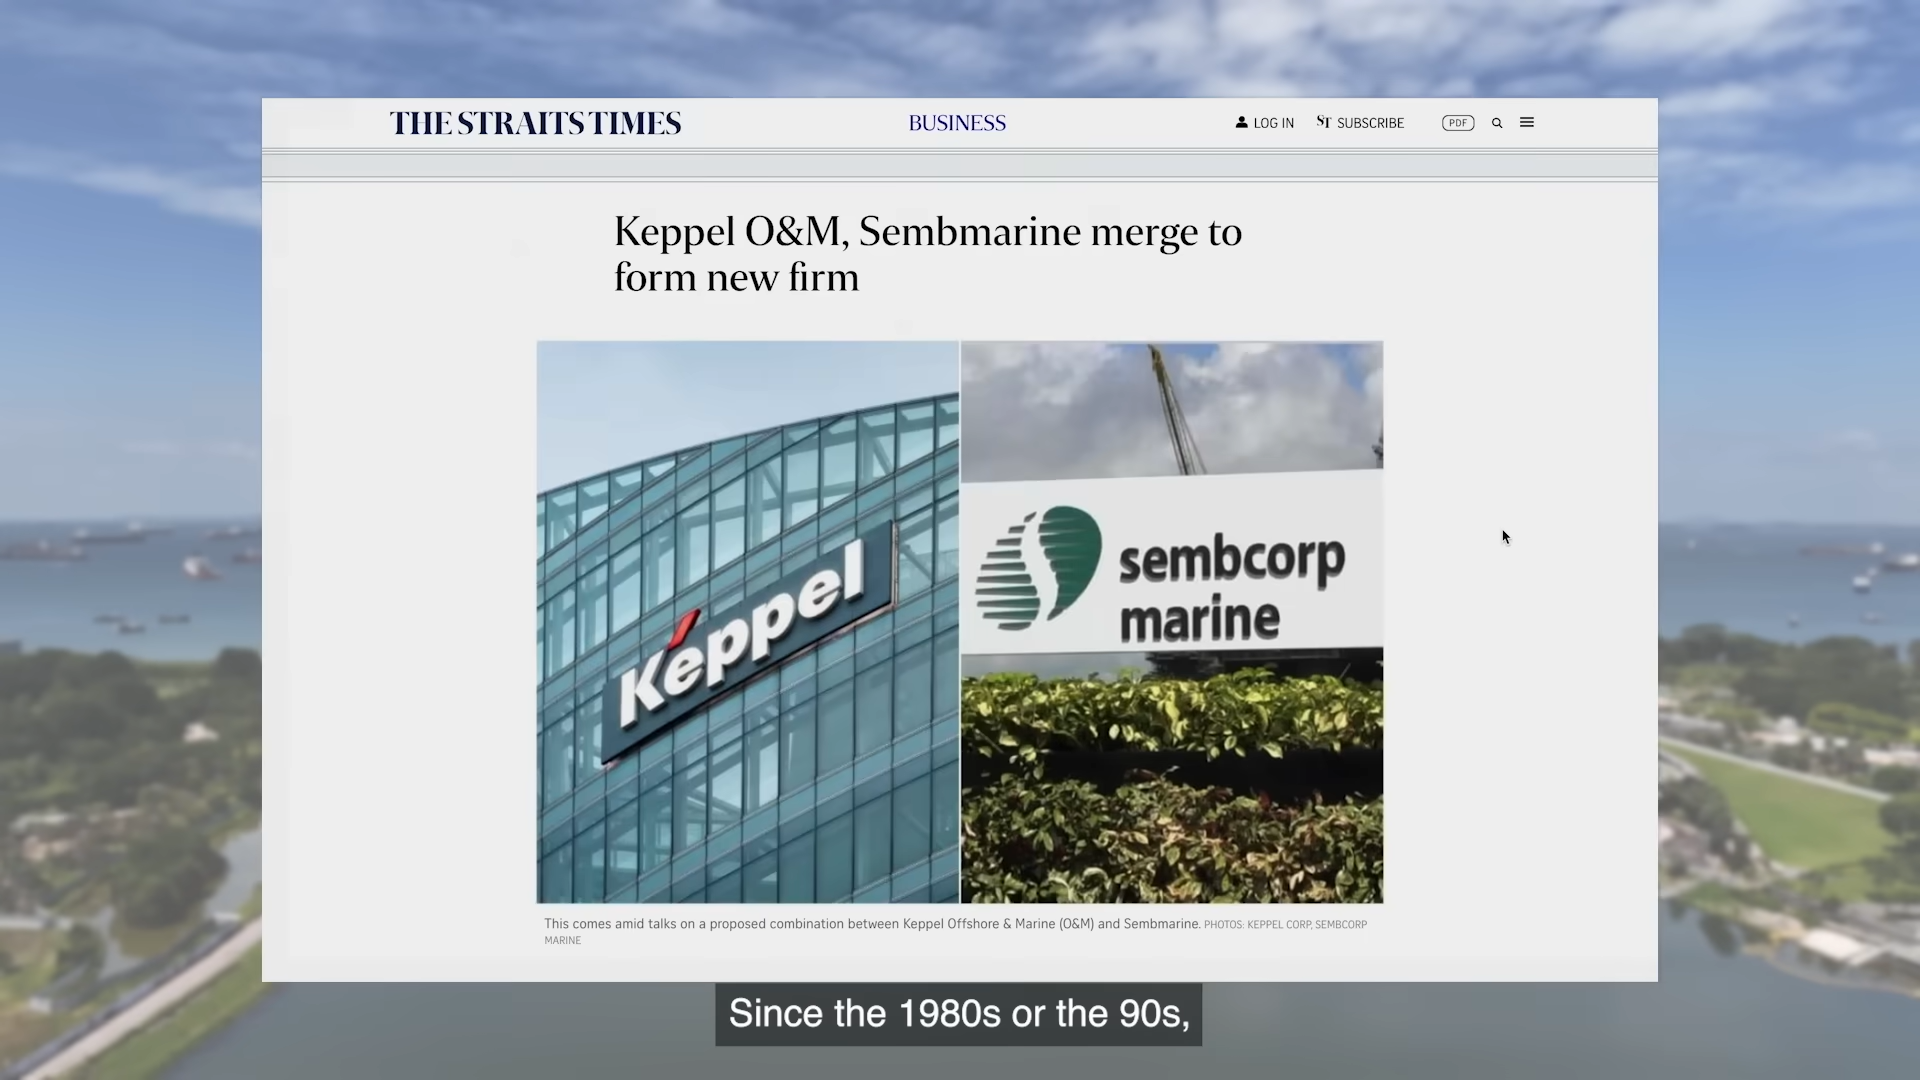 THE STRAITS TIMES
BUSINESS
LOG IN
ST SUBSCRIBE
PDF
Keppel O&M, Sembmarine merge to
form new firm
Keppel
sembcorp
marine
This comes amid talks on a proposed combination between Keppel Offshore & Marine (O&M) and Sembmarine. PHOTOS: KEPPEL CORP, SEMBCORP
MARINE
Since the 1980s or the 90s,